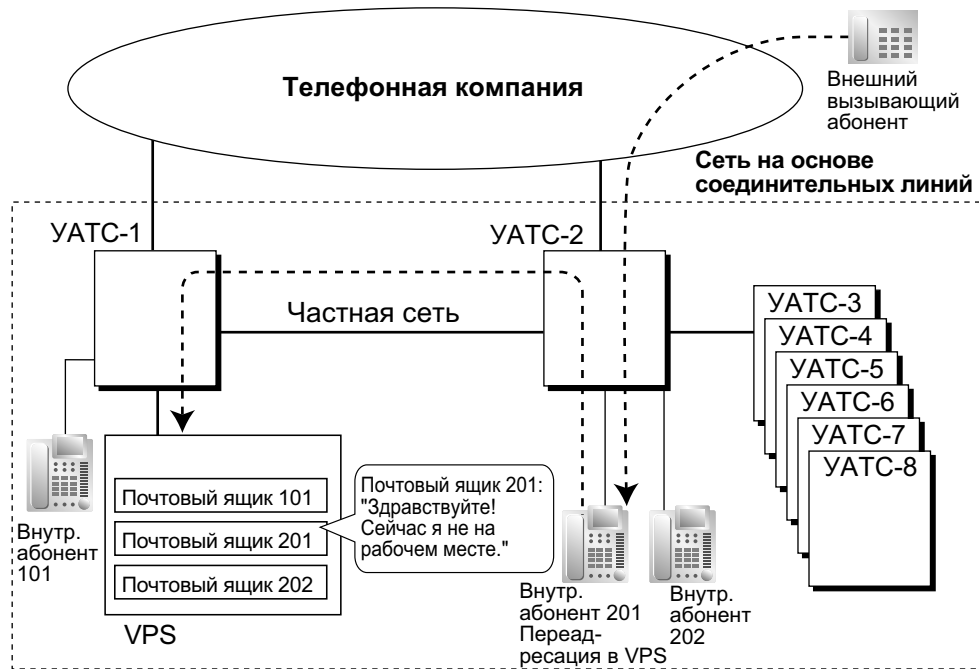 Телефонная компания
Внешний
вызывающий
абонент
Сеть на основе
соединительных линий
УАТС-1
УАТС-2
Частная сеть
УАТС-3
УАТС-4
УАТС-5
УАТС-6
УАТС-7
УАТС-8
Внутр.
абонент
101
Почтовый ящик 101
Почтовый ящик 201
Почтовый ящик 202
VPS
Почтовый ящик 201:
"Здравствуйте!
Сейчас я не на
рабочем месте."
Внутр.
абонент 201
Переад-
ресация в VPS
Внутр.
абонент
202